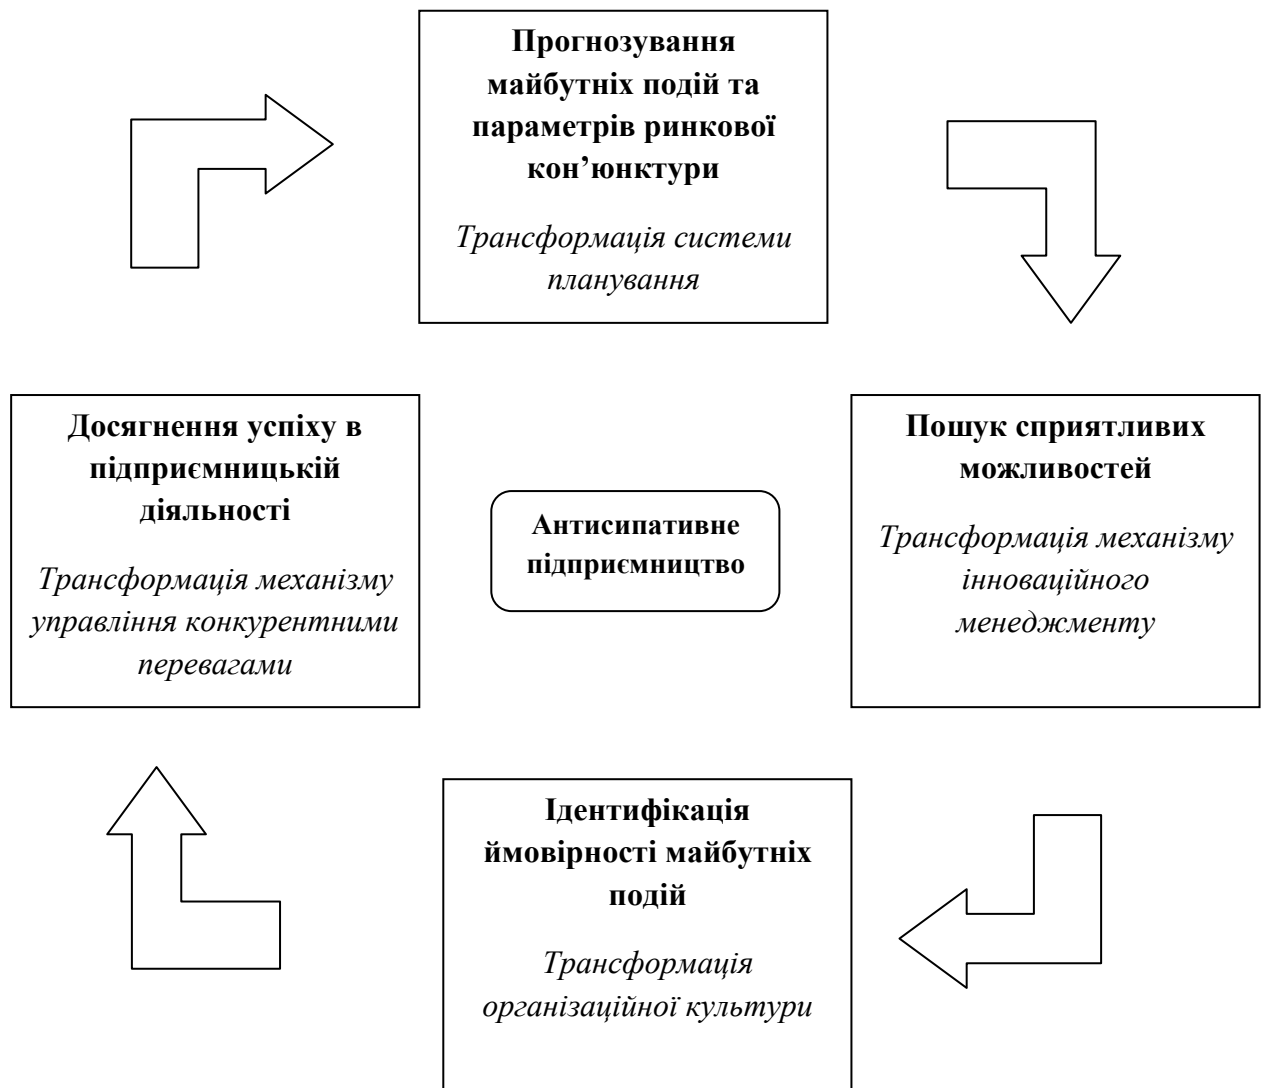 Прогнозування
майбутніх подій та
параметрів ринкової
кон’юнктури
Трансформація системи
планування
Досягнення успіху в
підприємницькій
діяльності
Трансформація механізму
управління конкурентними
перевагами
Антисипативне
підприємництво
Пошук сприятливих
можливостей
Трансформація механізму
інноваційного
менеджменту
Ідентифікація
ймовірності майбутніх
подій
Трансформація
організаційної культури